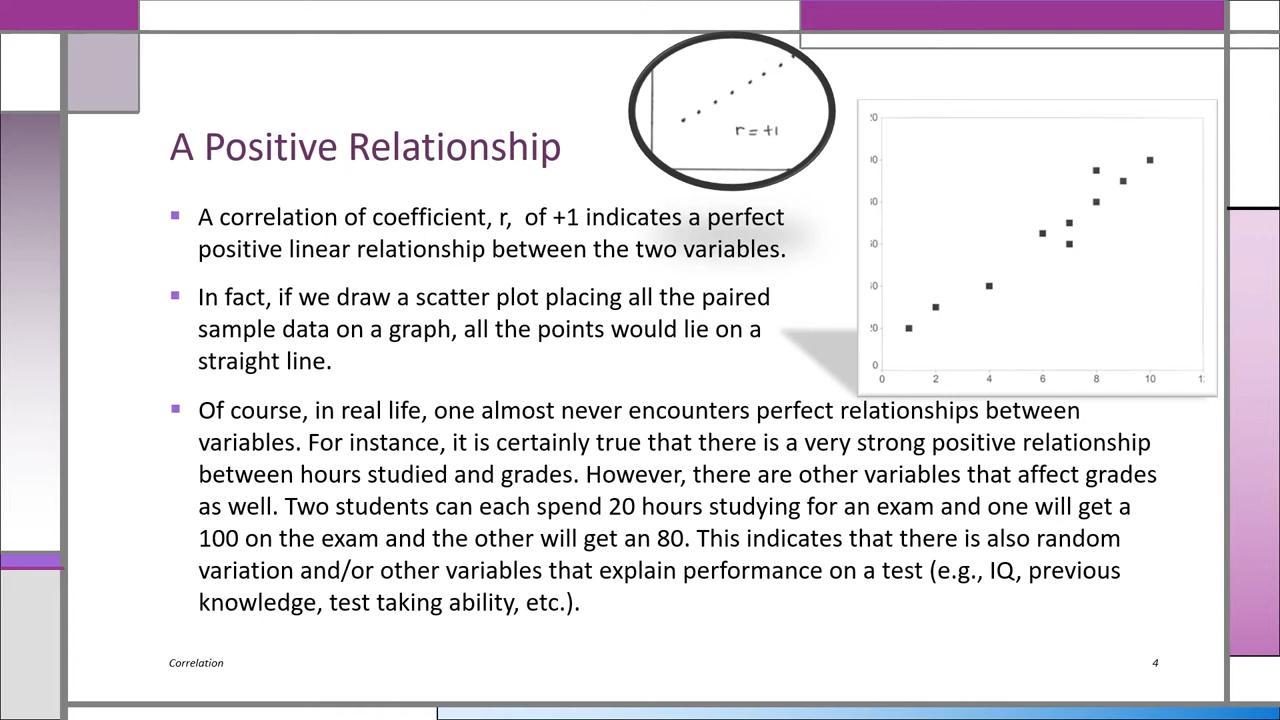 r = +1
A Positive Relationship
A correlation of coefficient, r,  of +1 indicates a perfect
positive linear relationship between the two variables.
In fact, if we draw a scatter plot placing all the paired
sample data on a graph, all the points would lie on a
straight line.
20
0
0 2 4 6 8 10
Of course, in real life, one almost never encounters perfect relationships between
variables. For instance, it is certainly true that there is a very strong positive relationship
between hours studied and grades. However, there are other variables that affect grades
as well. Two students can each spend 20 hours studying for an exam and one will get a
100 on the exam and the other will get an 80. This indicates that there is also random
variation and/or other variables that explain performance on a test (e.g., IQ, previous
knowledge, test taking ability, etc.).
Correlation
4